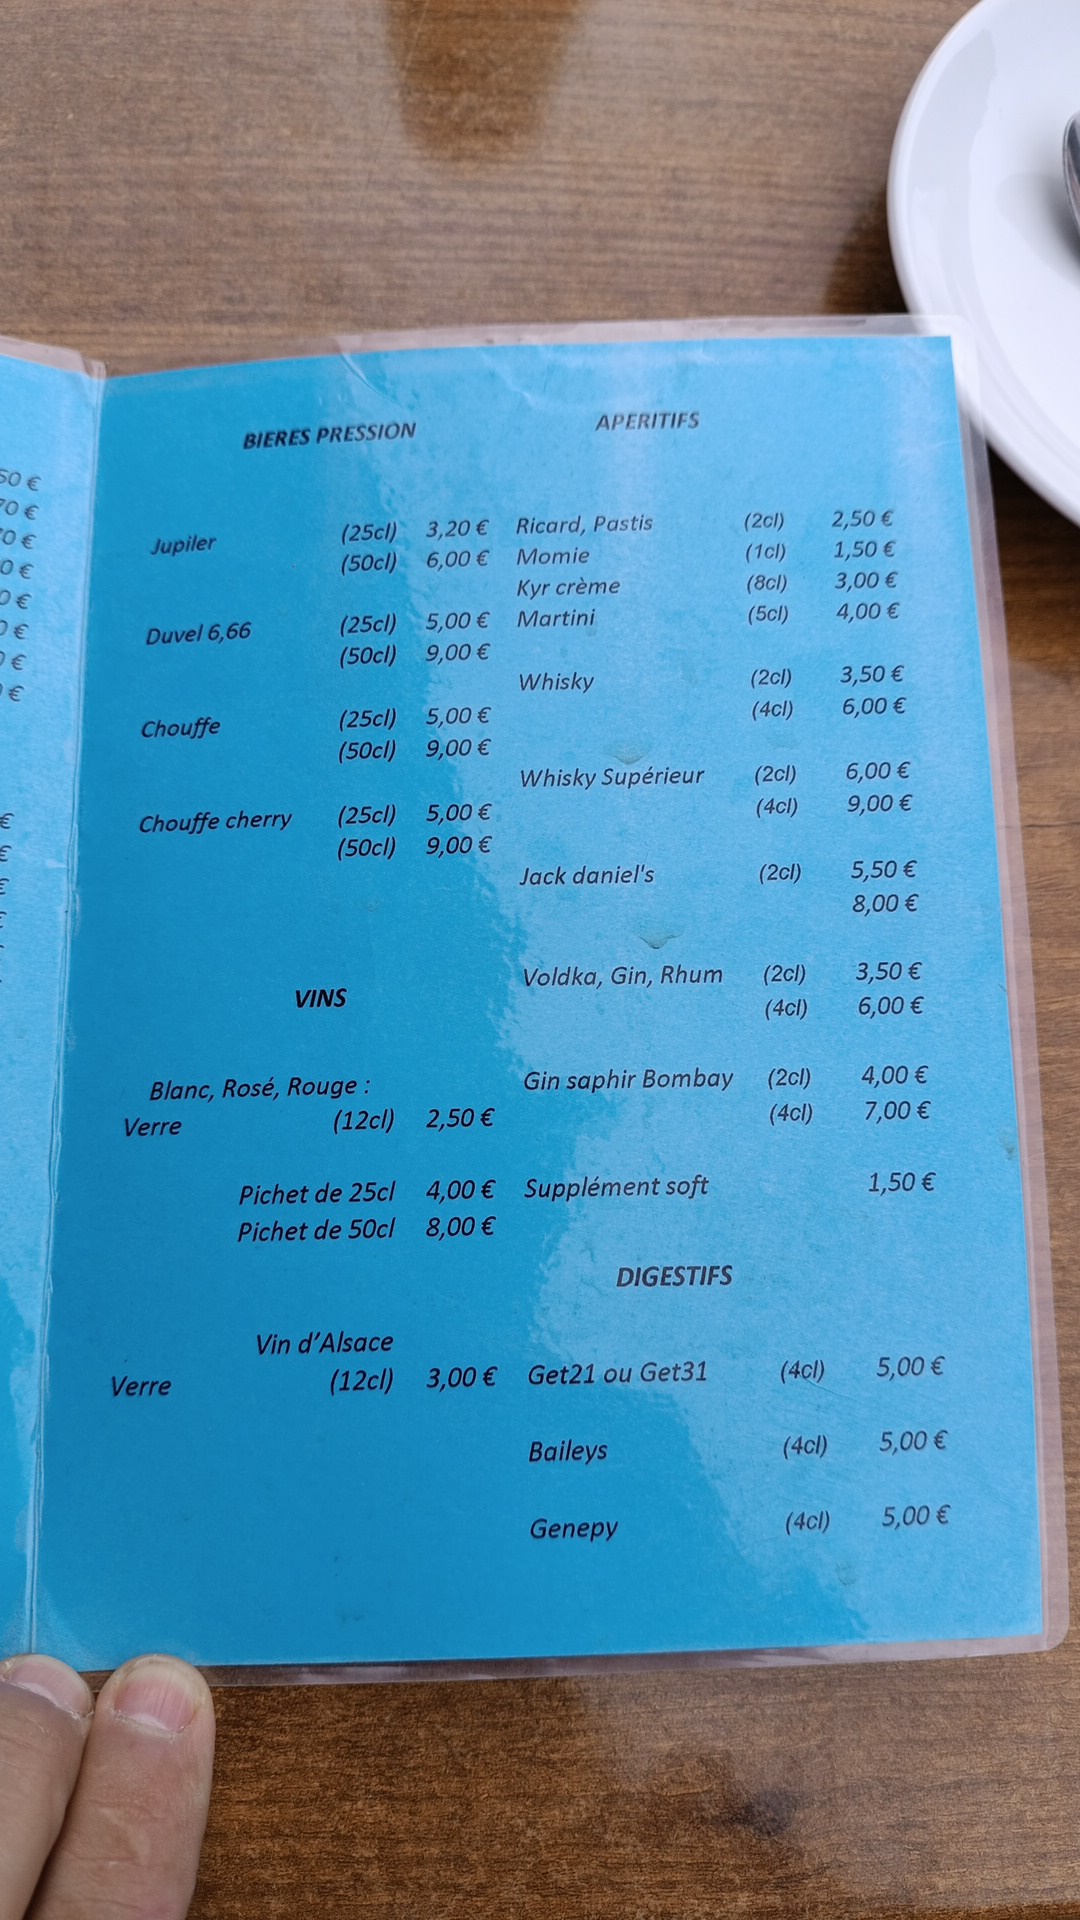 BIERES PRESSION
Jupiler (25cl) 3,20 €
(50cl) 6,00 €
Duvel 6,66 (25cl) 5,00 €
(50cl) 9,00 €
Chouffe (25cl) 5,00 €
(50cl) 9,00 €
Chouffe cherry (25cl) 5,00 €
(50cl) 9,00 €
VINS
Blanc, Rosé, Rouge :
Verre (12cl) 2,50 €
Pichet de 25cl 4,00 €
Pichet de 50cl 8,00 €
Vin d’Alsace
Verre (12cl) 3,00 €
APERITIFS
Ricard, Pastis (2cl) 2,50 €
Momie (1cl) 1,50 €
Kyr crème (8cl) 3,00 €
Martini (5cl) 4,00 €
Whisky (2cl) 3,50 €
(4cl) 6,00 €
Whisky Supérieur (2cl) 6,00 €
(4cl) 9,00 €
Jack daniel's (2cl) 5,50 €
8,00 €
Voldka, Gin, Rhum (2cl) 3,50 €
(4cl) 6,00 €
Gin saphir Bombay (2cl) 4,00 €
(4cl) 7,00 €
Supplément soft 1,50 €
DIGESTIFS
Get21 ou Get31 (4cl) 5,00 €
Baileys (4cl) 5,00 €
Genepy (4cl) 5,00 €